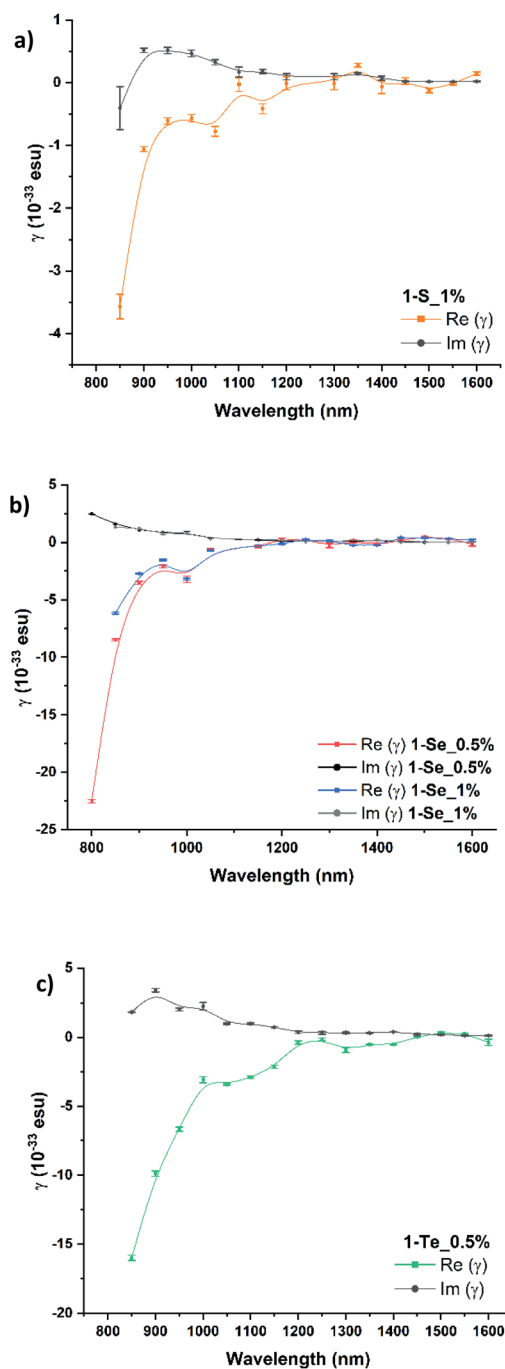 a)
1
0
-1
-2
-3
-4
γ (10⁻³³ esu)
1-S_1%
Re (γ)
Im (γ)
800 900 1000 1100 1200 1300 1400 1500 1600
Wavelength (nm)
b)
5
0
-5
-10
-15
-20
-25
γ (10⁻³³ esu)
Re (γ) 1-Se_0.5%
Im (γ) 1-Se_0.5%
Re (γ) 1-Se_1%
Im (γ) 1-Se_1%
800 1000 1200 1400 1600
Wavelength (nm)
c)
5
0
-5
-10
-15
-20
γ (10⁻³³ esu)
1-Te_0.5%
Re (γ)
Im (γ)
800 900 1000 1100 1200 1300 1400 1500 1600
Wavelength (nm)